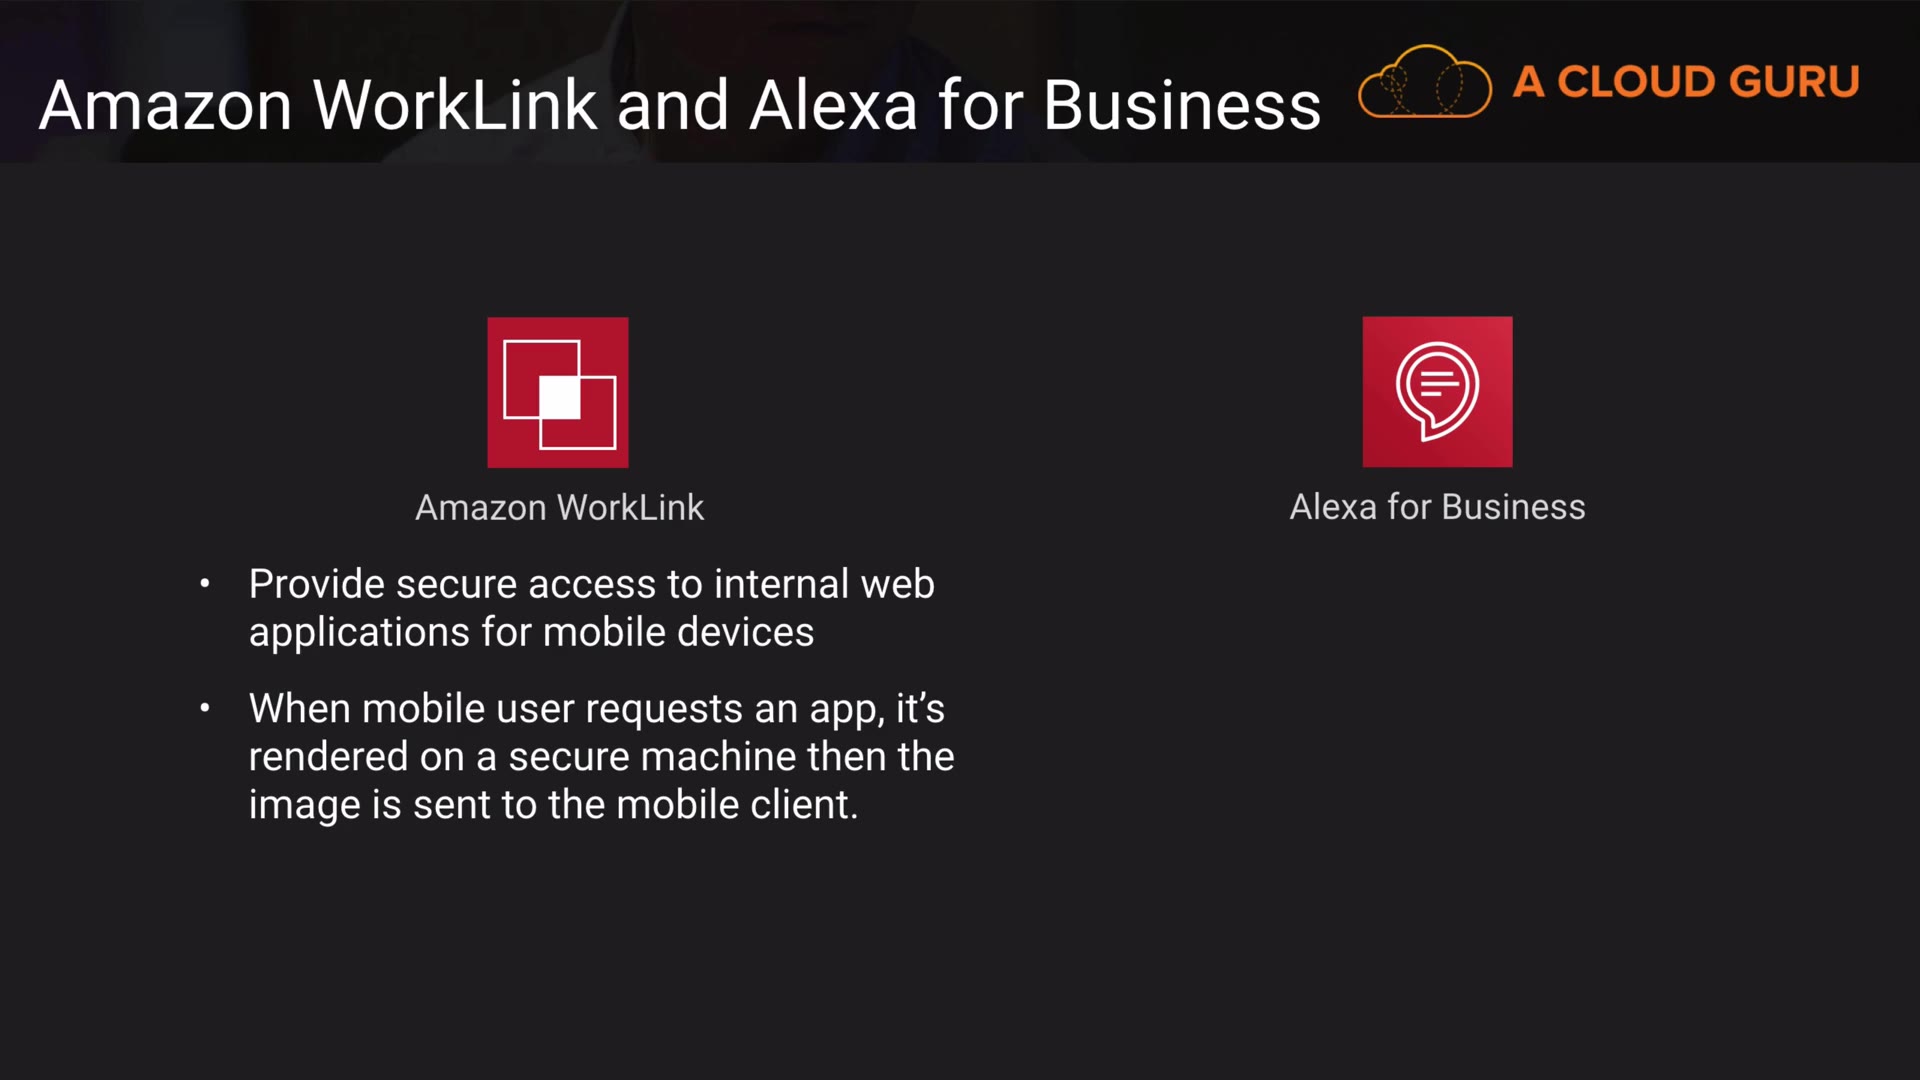 Amazon WorkLink and Alexa for Business
A CLOUD GURU
Amazon WorkLink
• Provide secure access to internal web
applications for mobile devices
• When mobile user requests an app, it’s
rendered on a secure machine then the
image is sent to the mobile client.
Alexa for Business